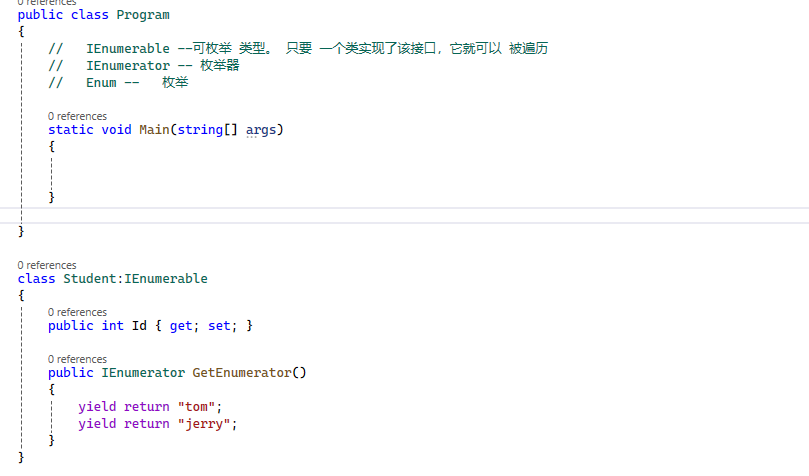 0 references
public class Program
{
// IEnumerable --可枚举 类型。 只要 一个类实现了该接口，它就可以 被遍历
// IEnumerator -- 枚举器
// Enum -- 枚举
0 references
static void Main(string[] args)
{
}
}
0 references
class Student:IEnumerable
{
0 references
public int Id { get; set; }
0 references
public IEnumerator GetEnumerator()
{
yield return "tom";
yield return "jerry";
}
}